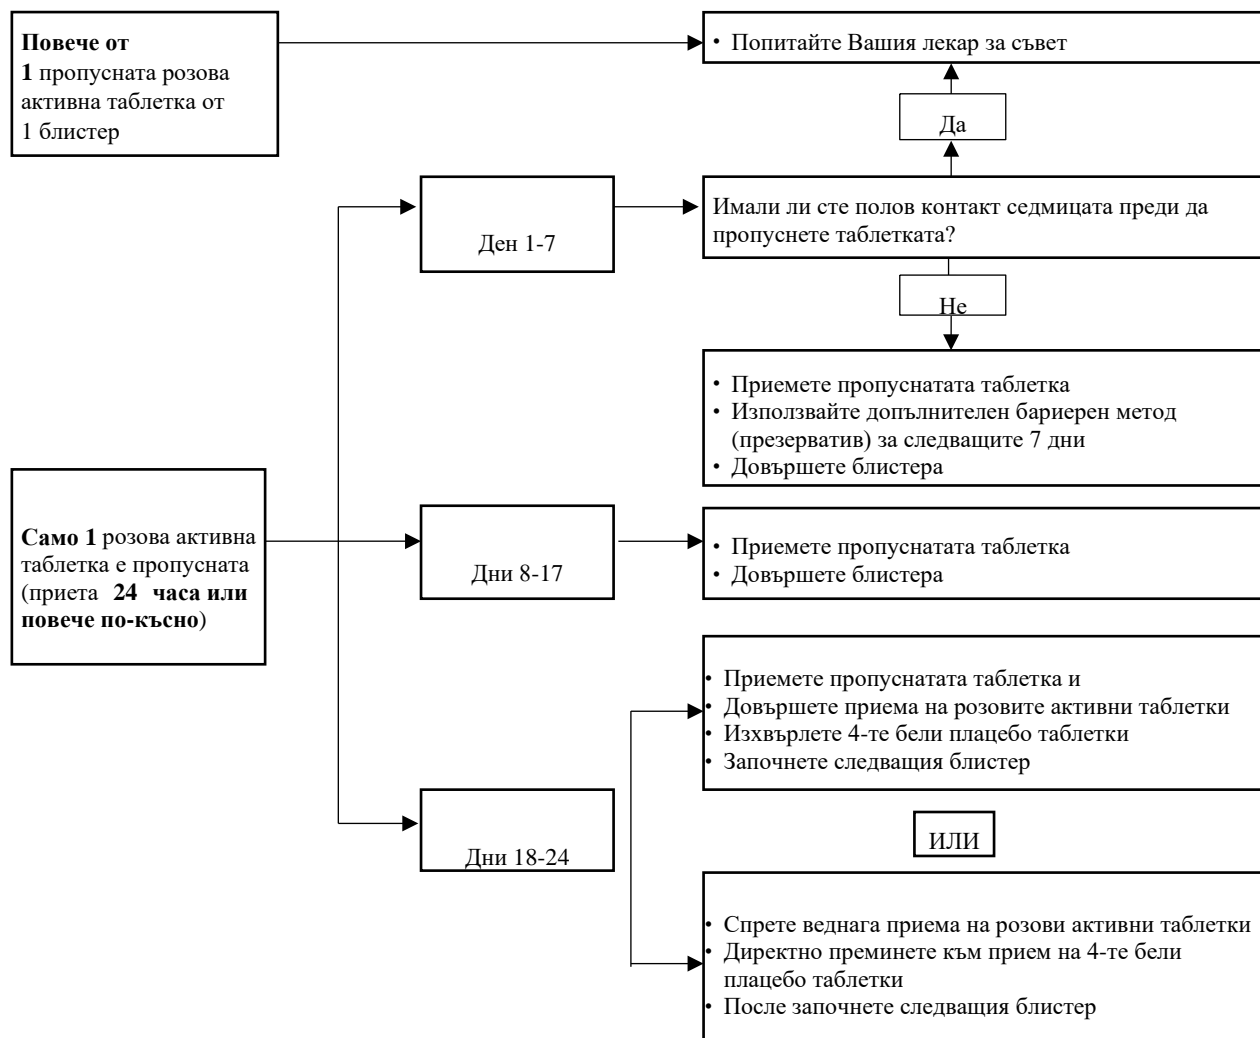 Повече от
1 пропусната розова
активна таблетка от
1 блистер
• Попитайте Вашия лекар за съвет
Да
Ден 1-7
Имали ли сте полов контакт седмицата преди да
пропуснете таблетката?
Не
• Приемете пропуснатата таблетка
• Използвайте допълнителен бариерен метод
(презерватив) за следващите 7 дни
• Довършете блистера
Само 1 розова активна
таблетка е пропусната
(приета 24 часа или
повече по-късно)
Дни 8-17
• Приемете пропуснатата таблетка
• Довършете блистера
Дни 18-24
• Приемете пропуснатата таблетка и
• Довършете приема на розовите активни таблетки
• Изхвърлете 4-те бели плацебо таблетки
• Започнете следващия блистер
ИЛИ
• Спрете веднага приема на розови активни таблетки
• Директно преминете към прием на 4-те бели
плацебо таблетки
• После започнете следващия блистер